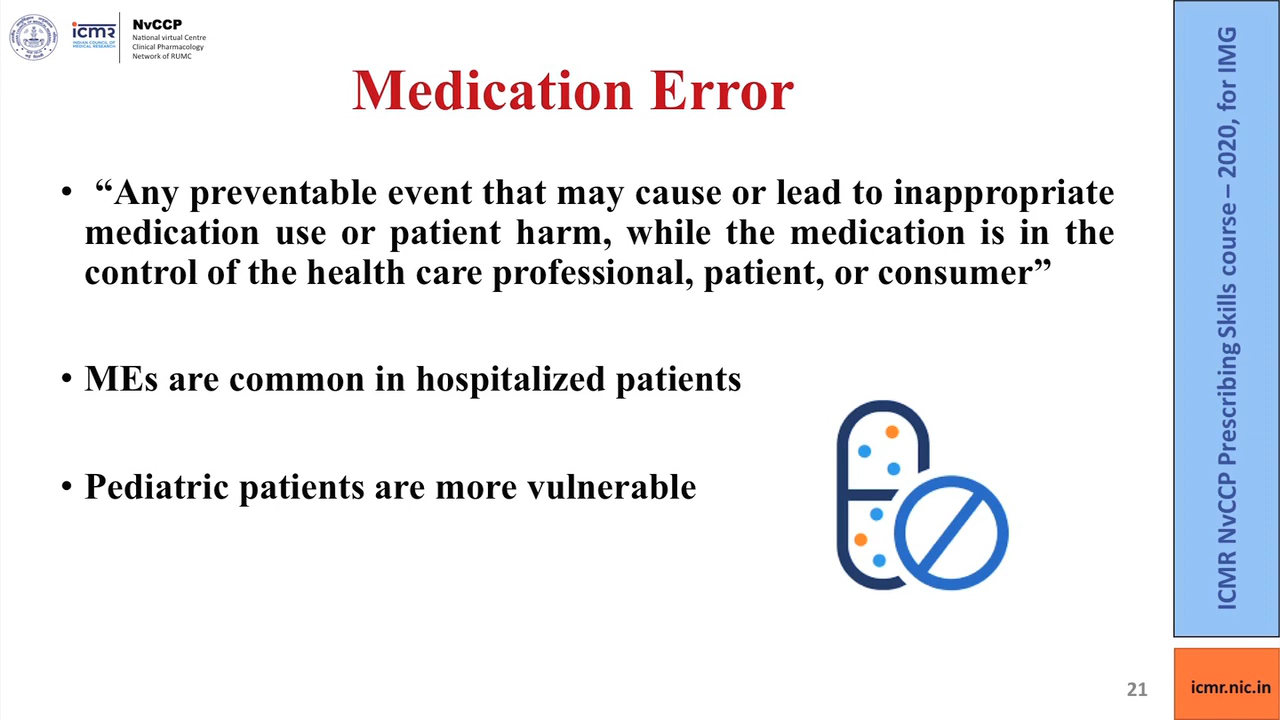 icmr
INDIAN COUNCIL OF
MEDICAL RESEARCH
NvCCP
National virtual Centre
Clinical Pharmacology
Network of RUMC
Medication Error
• “Any preventable event that may cause or lead to inappropriate
medication use or patient harm, while the medication is in the
control of the health care professional, patient, or consumer”
• MEs are common in hospitalized patients
• Pediatric patients are more vulnerable
ICMR NvCCP Prescribing Skills course – 2020, for IMG
21
icmr.nic.in